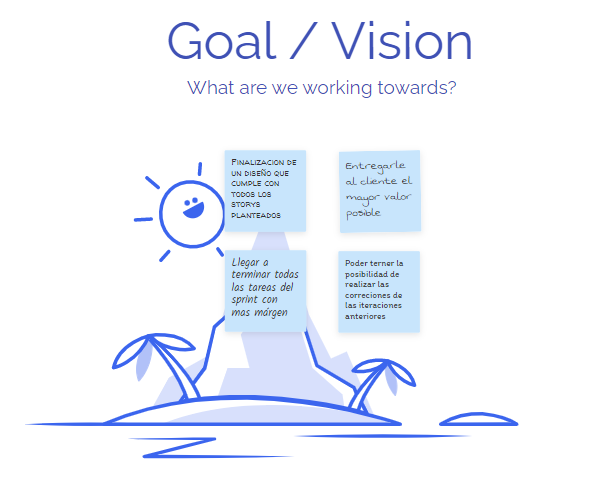 Goal / Vision
What are we working towards?
Finalizacion de
un diseño que
cumple con
todos los
storys
planteados
Entregarle
al cliente el
mayor valor
posible
Llegar a
terminar todas
las tareas del
sprint con
mas márgen
Poder terner la
posibilidad de
realizar las
correciones de
las iteraciones
anteriores